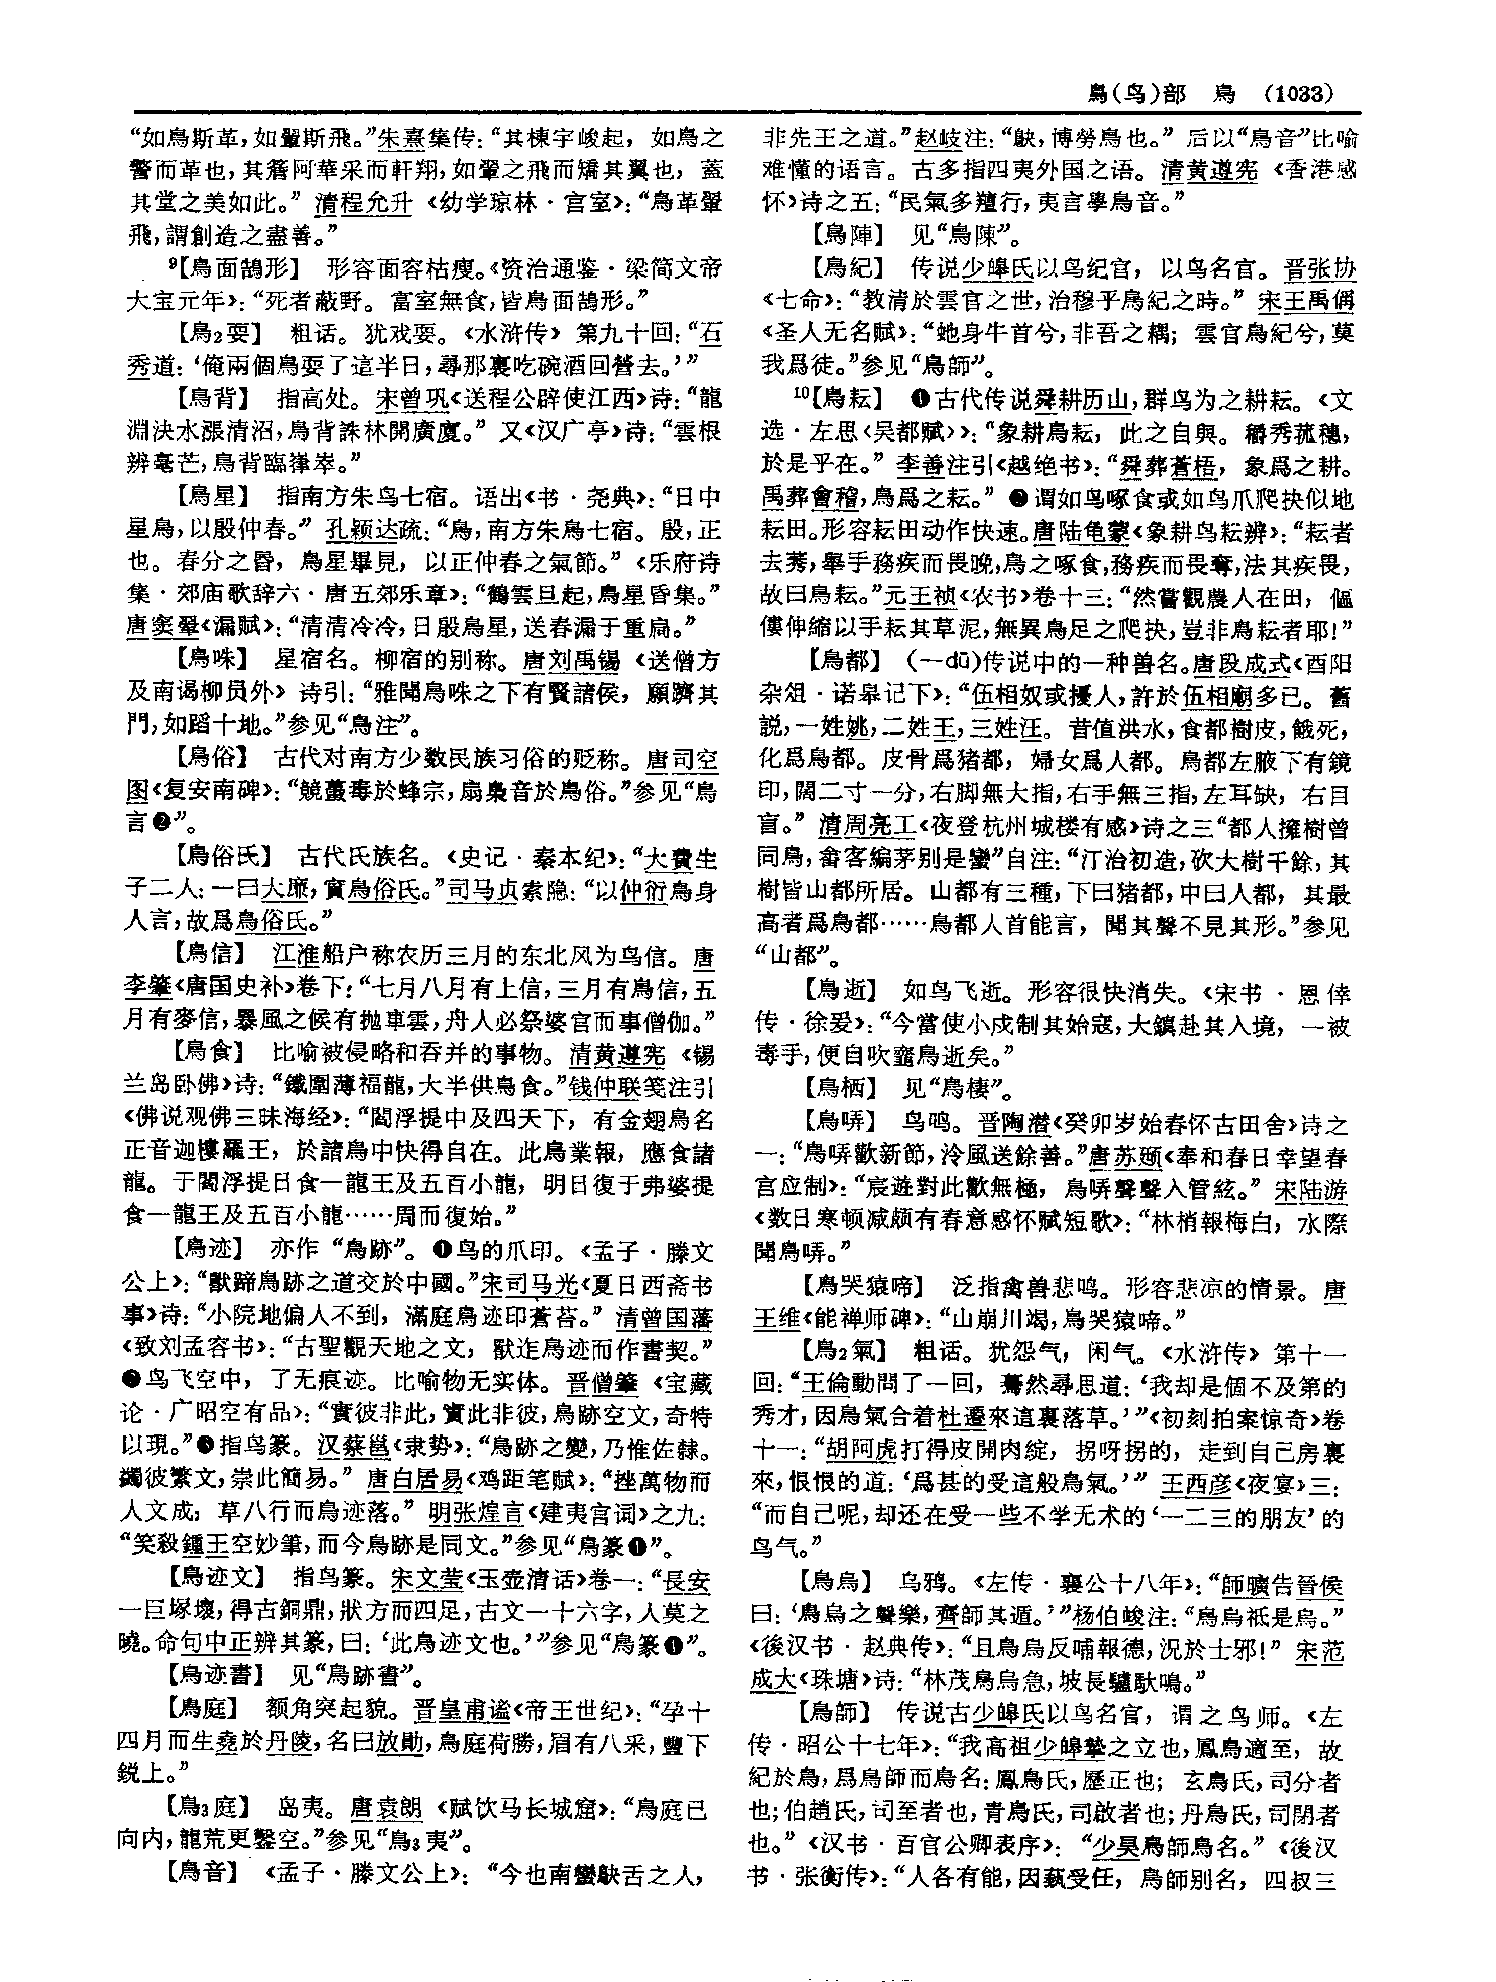 鳥(鸟)部　鳥　(1033)
“如鳥斯革，如翬斯飛。”朱熹集传：“其棟宇峻起，如鳥之
警而革也，其簷阿華采而軒翔，如翬之飛而矯其翼也，蓋
其堂之美如此。”清程允升《幼学琼林·宫室》：“鳥革翬
飛，謂創造之盡善。”
9【鳥面鵠形】　形容面容枯瘦。《资治通鉴·梁简文帝
大宝元年》：“死者蔽野。富室無食，皆鳥面鵠形。”
【鳥2耍】　粗话。犹戏耍。《水浒传》第九十回：“石
秀道：‘俺兩個鳥耍了這半日，尋那裏吃碗酒回營去。’”
【鳥背】　指高处。宋曾巩《送程公辟使江西》诗：“龍
淵決水漲清沼，鳥背誅林開廣廈。”又《汉广亭》诗：“雲根
辨毫芒，鳥背臨嵂崒。”
【鳥星】　指南方朱鸟七宿。语出《书·尧典》：“日中
星鳥，以殷仲春。”孔颖达疏：“鳥，南方朱鳥七宿。殷，正
也。春分之昏，鳥星畢見，以正仲春之氣節。”《乐府诗
集·郊庙歌辞六·唐五郊乐章》：“鶴雲旦起，鳥星昏集。”
唐窦臮《漏赋》：“清清冷冷，日殷鳥星，送春漏于重扃。”
【鳥咮】　星宿名。柳宿的别称。唐刘禹锡《送僧方
及南谒柳员外》诗引：“雅聞鳥咮之下有賢諸侯，願躋其
門，如蹈十地。”参见“鳥注”。
【鳥俗】　古代对南方少数民族习俗的贬称。唐司空
图《复安南碑》：“競蠆毒於蜂宗，扇梟音於鳥俗。”参见“鳥
言❷”。
【鳥俗氏】　古代氏族名。《史记·秦本纪》：“大費生
子二人：一曰大廉，實鳥俗氏。”司马贞索隐：“以仲衍鳥身
人言，故爲鳥俗氏。”
【鳥信】　江淮船户称农历三月的东北风为鸟信。唐
李肇《唐国史补》卷下：“七月八月有上信，三月有鳥信，五
月有麥信，暴風之候有抛車雲，舟人必祭婆官而事僧伽。”
【鳥食】　比喻被侵略和吞并的事物。清黄遵宪《锡
兰岛卧佛》诗：“鐵圍薄福龍，大半供鳥食。”钱仲联笺注引
《佛说观佛三昧海经》：“閻浮提中及四天下，有金翅鳥名
正音迦樓羅王，於諸鳥中快得自在。此鳥業報，應食諸
龍。于閻浮提日食一龍王及五百小龍，明日復于弗婆提
食一龍王及五百小龍……周而復始。”
【鳥迹】　亦作“鳥跡”。❶鸟的爪印。《孟子·滕文
公上》：“獸蹄鳥跡之道交於中國。”宋司马光《夏日西斋书
事》诗：“小院地偏人不到，滿庭鳥迹印蒼苔。”清曾国藩
《致刘孟容书》：“古聖觀天地之文，獸迮鳥迹而作書契。”
❷鸟飞空中，了无痕迹。比喻物无实体。晋僧肇《宝藏
论·广昭空有品》：“實彼非此，實此非彼，鳥跡空文，奇特
以現。”❸指鸟篆。汉蔡邕《隶势》：“鳥跡之變，乃惟佐隸。
蠲彼繁文，崇此簡易。”唐白居易《鸡距笔赋》：“挫萬物而
人文成；草八行而鳥迹落。”明张煌言《建夷宫词》之九：
“笑殺鍾王空妙筆，而今鳥跡是同文。”参见“鳥篆❶”。
【鳥迹文】　指鸟篆。宋文莹《玉壶清话》卷一：“長安
一巨塚壞，得古銅鼎，狀方而四足，古文一十六字，人莫之
曉。命句中正辨其篆，曰：‘此鳥迹文也。’”参见“鳥篆❶”。
【鳥迹書】　见“鳥跡書”。
【鳥庭】　额角突起貌。晋皇甫谧《帝王世纪》：“孕十
四月而生堯於丹陵，名曰放勛，鳥庭荷勝，眉有八采，豐下
鋭上。”
【鳥3庭】　岛夷。唐袁朗《赋饮马长城窟》：“鳥庭已
向内，龍荒更鑿空。”参见“鳥3夷”。
【鳥音】　《孟子·滕文公上》：“今也南蠻鴃舌之人，
非先王之道。”赵岐注：“鴃，博勞鳥也。”后以“鳥音”比喻
难懂的语言。古多指四夷外国之语。清黄遵宪《香港感
怀》诗之五：“民氣多羶行，夷言學鳥音。”
【鳥陣】　见“鳥陳”。
【鳥紀】　传说少皞氏以鸟纪官，以鸟名官。晋张协
《七命》：“教清於雲官之世，治穆乎鳥紀之時。”宋王禹偁
《圣人无名赋》：“虵身牛首兮，非吾之耦；雲官鳥紀兮，莫
我爲徒。”参见“鳥師”。
10【鳥耘】　❶古代传说舜耕历山，群鸟为之耕耘。《文
选·左思〈吴都赋〉》：“象耕鳥耘，此之自與。穱秀菰穗，
於是乎在。”李善注引《越绝书》：“舜葬蒼梧，象爲之耕。
禹葬會稽，鳥爲之耘。”❷谓如鸟啄食或如鸟爪爬抉似地
耘田。形容耘田动作快速。唐陆龟蒙《象耕鸟耘辨》：“耘者
去莠，舉手務疾而畏晚，鳥之啄食，務疾而畏奪，法其疾畏，
故曰鳥耘。”元王祯《农书》卷十三：“然嘗觀農人在田，傴
僂伸縮以手耘其草泥，無異鳥足之爬抉，豈非鳥耘者耶！”
【鳥都】　（—dū）传说中的一种兽名。唐段成式《酉阳
杂俎·诺皋记下》：“伍相奴或擾人，許於伍相廟多已。舊
説，一姓姚，二姓王，三姓汪。昔值洪水，食都樹皮，餓死，
化爲鳥都。皮骨爲猪都，婦女爲人都。鳥都左腋下有鏡
印，闊二寸一分，右脚無大指，右手無三指，左耳缺，右目
盲。”清周亮工《夜登杭州城楼有感》诗之三“都人擁樹曾
同鳥，畲客編茅别是蠻”自注：“汀治初造，砍大樹千餘，其
樹皆山都所居。山都有三種，下曰猪都，中曰人都，其最
高者爲鳥都……鳥都人首能言，聞其聲不見其形。”参见
“山都”。
【鳥逝】　如鸟飞逝。形容很快消失。《宋书·恩倖
传·徐爰》：“今當使小戍制其始寇，大鎮赴其入境，一被
毒手，便自吹虀鳥逝矣。”
【鳥栖】　见“鳥棲”。
【鳥哢】　鸟鸣。晋陶潜《癸卯岁始春怀古田舍》诗之
一：“鳥哢歡新節，泠風送餘善。”唐苏颋《奉和春日幸望春
宫应制》：“宸遊對此歡無極，鳥哢聲聲入管絃。”宋陆游
《数日寒顿减颇有春意感怀赋短歌》：“林梢報梅白，水際
聞鳥哢。”
【鳥哭猿啼】　泛指禽兽悲鸣。形容悲凉的情景。唐
王维《能禅师碑》：“山崩川竭，鳥哭猿啼。”
【鳥2氣】　粗话。犹怨气，闲气。《水浒传》第十一
回：“王倫動問了一回，驀然尋思道：‘我却是個不及第的
秀才，因鳥氣合着杜遷來這裏落草。’”《初刻拍案惊奇》卷
十一：“胡阿虎打得皮開肉綻，拐呀拐的，走到自己房裏
來，恨恨的道：‘爲甚的受這般鳥氣。’”王西彦《夜宴》三：
“而自己呢，却还在受一些不学无术的‘一二三的朋友’的
鸟气。”
【鳥烏】　乌鸦。《左传·襄公十八年》：“師曠告晉侯
曰：‘鳥烏之聲樂，齊師其遁。’”杨伯峻注：“鳥烏祇是烏。”
《後汉书·赵典传》：“且鳥烏反哺報德，況於士邪！”宋范
成大《珠塘》诗：“林茂鳥烏急，坡長驢馱鳴。”
【鳥師】　传说古少皞氏以鸟名官，谓之鸟师。《左
传·昭公十七年》：“我高祖少皞摯之立也，鳳鳥適至，故
紀於鳥，爲鳥師而鳥名：鳳鳥氏，歷正也；玄鳥氏，司分者
也；伯趙氏，司至者也，青鳥氏，司啟者也；丹鳥氏，司閉者
也。”《汉书·百官公卿表序》：“少昊鳥師鳥名。”《後汉
书·张衡传》：“人各有能，因蓺受任，鳥師别名，四叔三